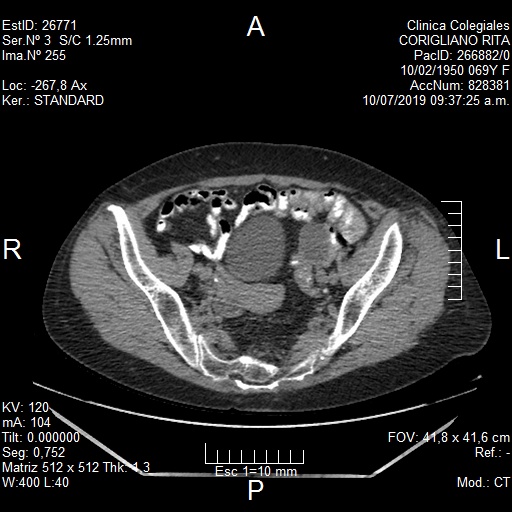 EstID: 26771
Ser.Nº 3 S/C 1.25mm
Ima.Nº 255
Loc: -267,8 Ax
Ker.: STANDARD
A
Clinica Colegiales
CORIGLIANO RITA
PacID: 266882/0
10/02/1950 069Y F
AccNum: 828381
10/07/2019 09:37:25 a.m.
R
L
KV: 120
mA: 104
Tilt: 0.000000
Seg: 0,752
Matriz 512 x 512 Thk: 1.3
W:400 L:40
Esc 1=10 mm
P
FOV: 41,8 x 41,6 cm
Ref.: -
Mod.: CT